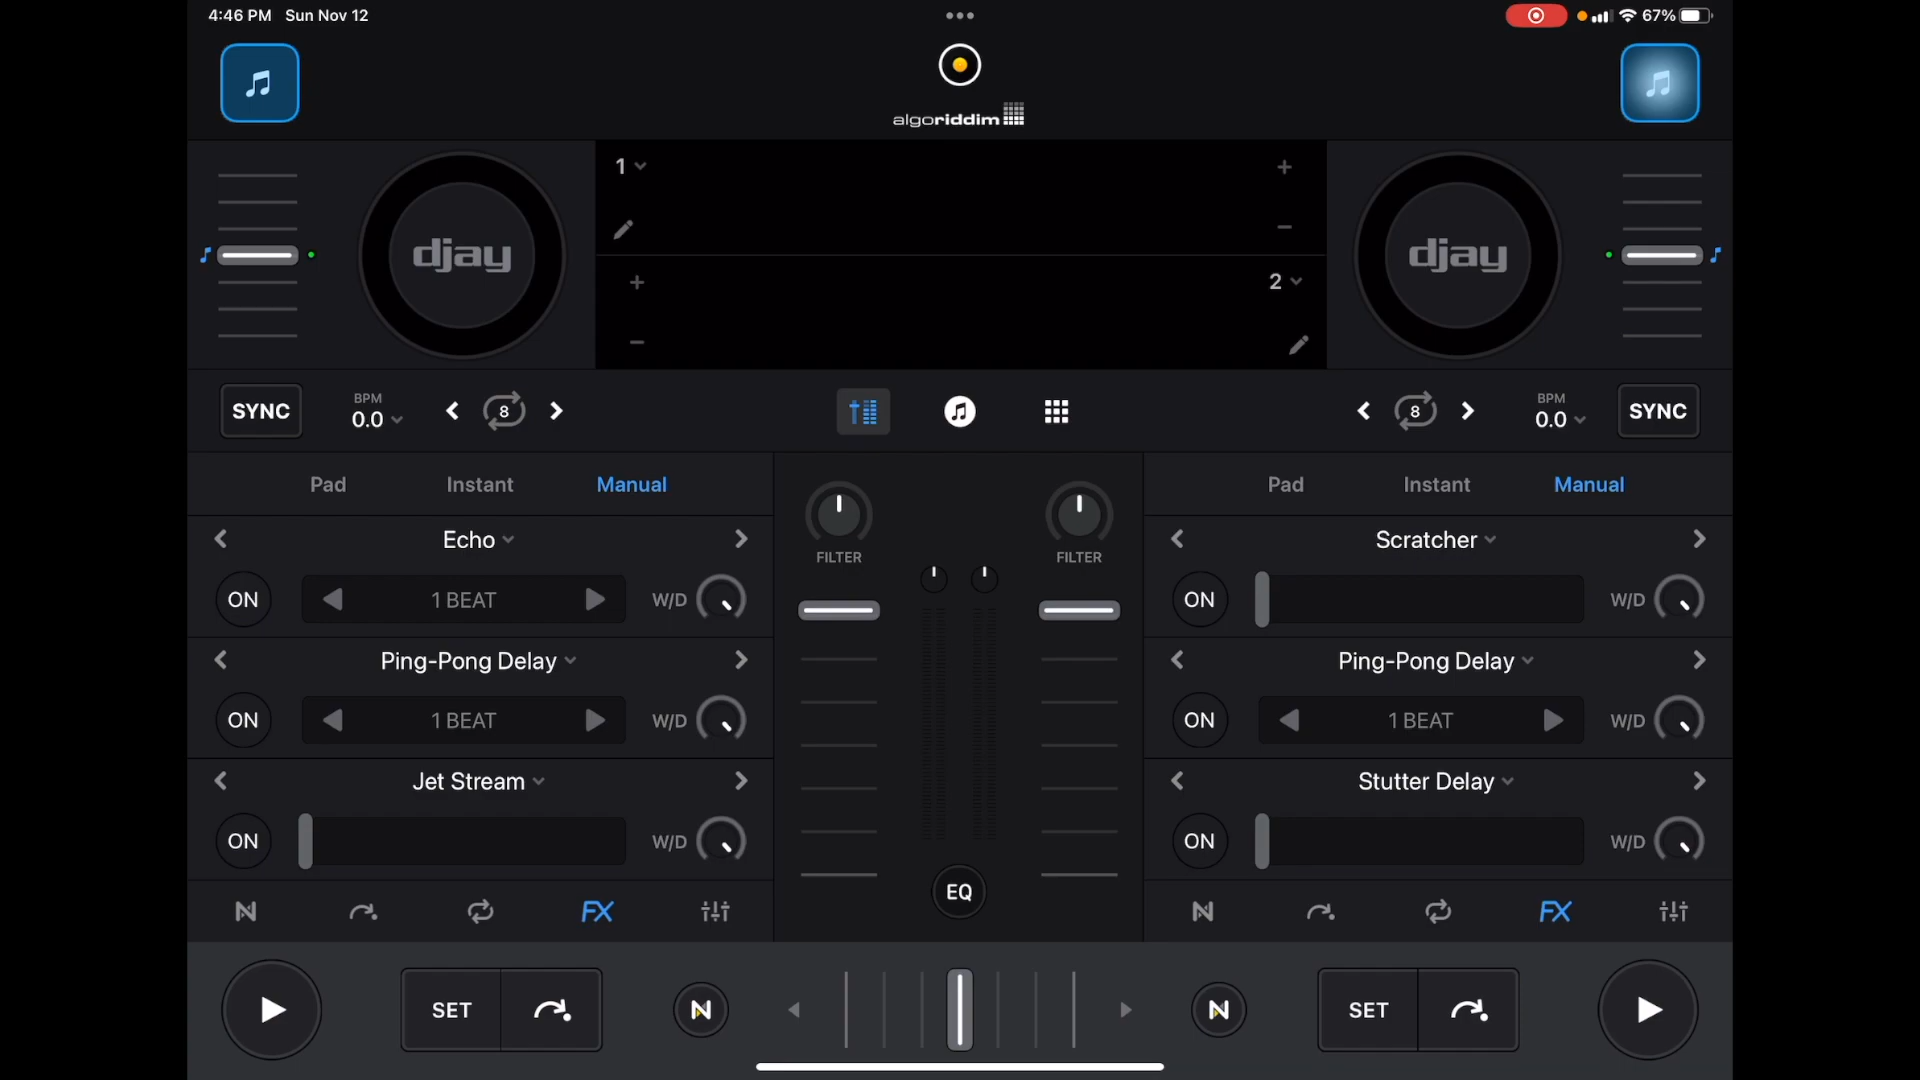 4:46 PM Sun Nov 12
67%
algoriddim
1
djay
djay
2
SYNC
BPM
0.0
8
8
BPM
0.0
SYNC
Pad Instant Manual
Pad Instant Manual
FILTER
FILTER
Echo
ON 1 BEAT W/D
Ping-Pong Delay
ON 1 BEAT W/D
Jet Stream
ON W/D
EQ
Scratcher
ON W/D
Ping-Pong Delay
ON 1 BEAT W/D
Stutter Delay
ON W/D
FX
FX
SET
N
N
SET